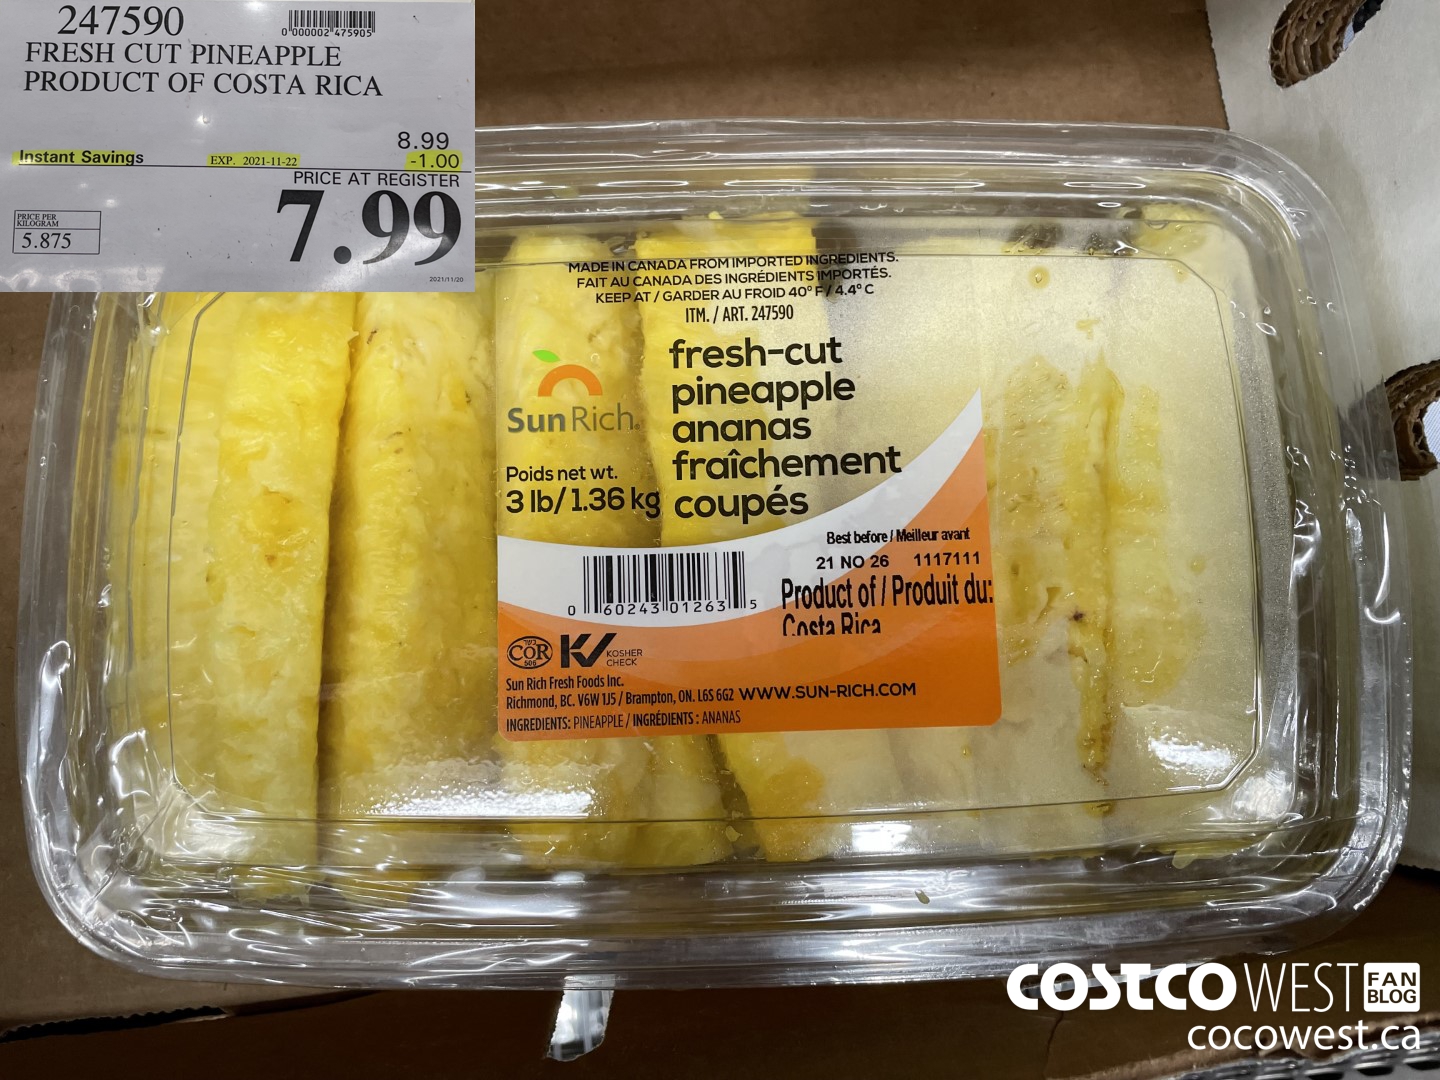 247590
0 000002 475905
FRESH CUT PINEAPPLE
PRODUCT OF COSTA RICA
8.99
Instant Savings EXP. 2021-11-22 -1.00
PRICE AT REGISTER
7.99
PRICE PER
KILOGRAM
5.875
2021/11/20
MADE IN CANADA FROM IMPORTED INGREDIENTS.
FAIT AU CANADA DES INGRÉDIENTS IMPORTÉS.
KEEP AT / GARDER AU FROID 40° F / 4.4° C
ITM. / ART. 247590
fresh-cut
pineapple
ananas
fraîchement
coupés
SunRich
Poids net wt.
3 lb/ 1.36 kg
Best before / Meilleur avant
21 NO 26 1117111
Product of / Produit du:
Costa Rica
0 60243 01263 5
COR
506
KV KOSHER
CHECK
Sun Rich Fresh Foods Inc.
Richmond, BC. V6W 1J5 / Brampton, ON. L6S 6G2 WWW.SUN-RICH.COM
INGREDIENTS: PINEAPPLE / INGRÉDIENTS : ANANAS
COSTCO WEST FAN
BLOG
cocowest.ca